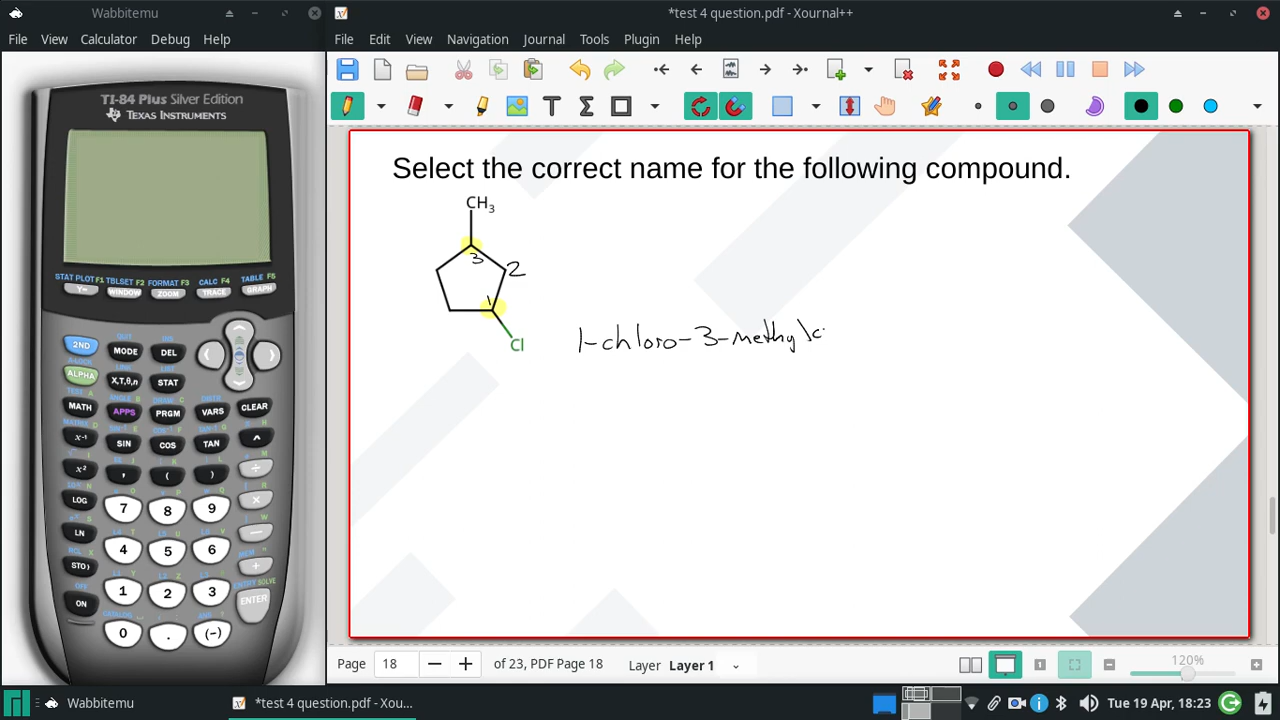 Wabbitemu
*test 4 question.pdf - Xournal++
File View Calculator Debug Help
File Edit View Navigation Journal Tools Plugin Help
TI-84 Plus Silver Edition
TEXAS INSTRUMENTS
STAT PLOT F1 TBLSET F2 FORMAT F3 CALC F4 TABLE F5
Y= WINDOW ZOOM TRACE GRAPH
2ND MODE DEL
ALPHA X,T,θ,n STAT
MATH APPS PRGM VARS CLEAR
x⁻¹ SIN COS TAN ^
x² , ( ) ÷
LOG 7 8 9 ×
LN 4 5 6 −
STO) 1 2 3 +
ON 0 . (-) ENTER
Select the correct name for the following compound.
CH₃
3
2
1
Cl
1-chloro-3-methylc
Page 18 of 23, PDF Page 18 Layer Layer 1 120%
Wabbitemu *test 4 question.pdf - Xou... Tue 19 Apr, 18:23